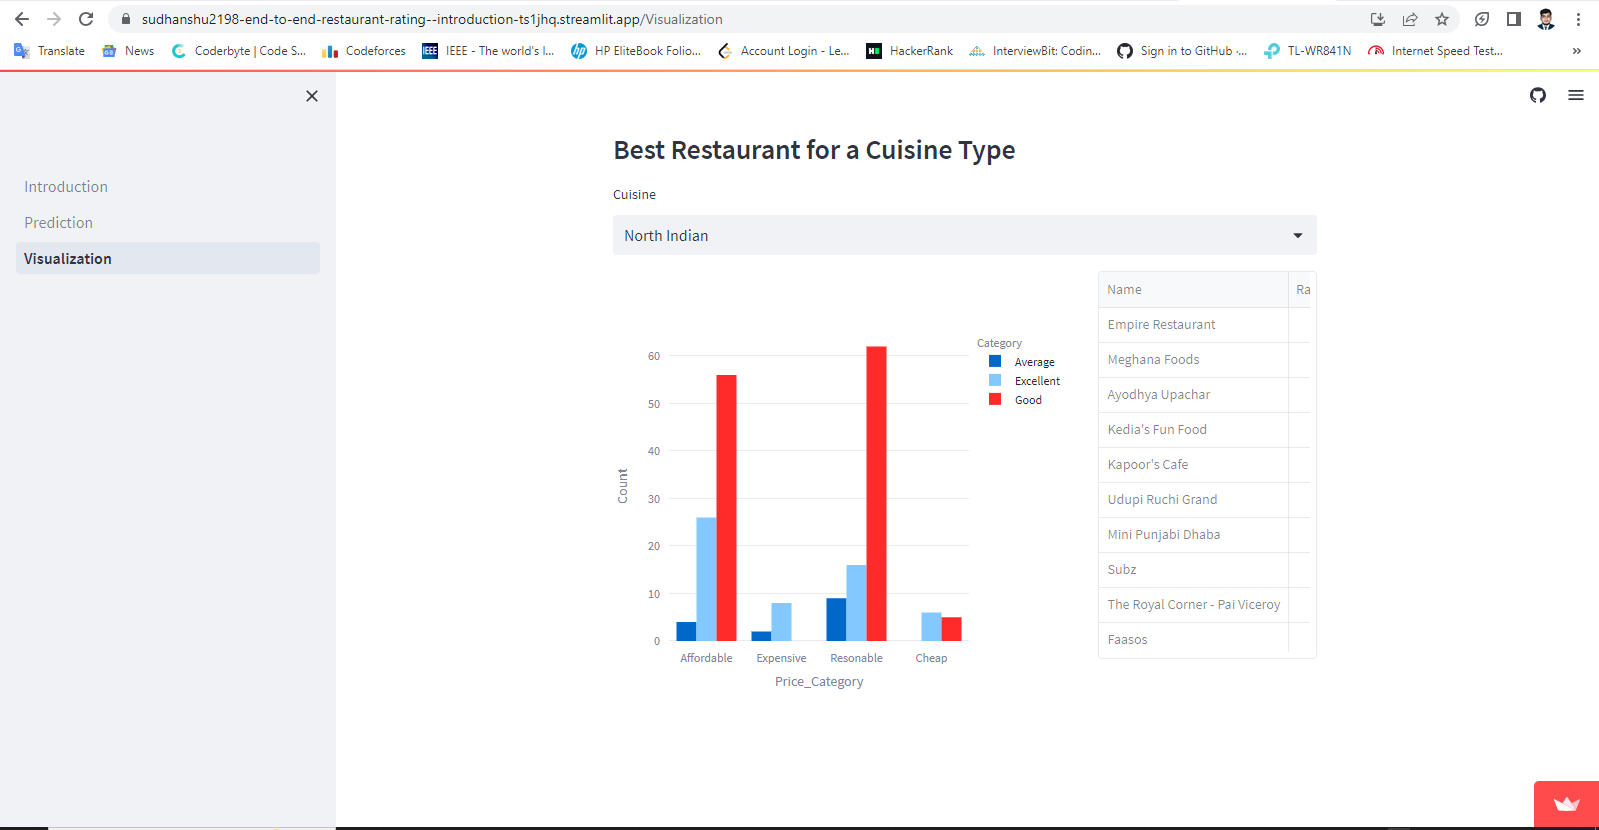 sudhanshu2198-end-to-end-restaurant-rating--introduction-ts1jhq.streamlit.app/Visualization
Translate News Coderbyte | Code S... Codeforces IEEE - The world's l... HP EliteBook Folio... Account Login - Le... HackerRank InterviewBit: Codin... Sign in to GitHub ·... TL-WR841N Internet Speed Test... »
Introduction
Prediction
Visualization
Best Restaurant for a Cuisine Type
Cuisine
North Indian
60
50
40
30
20
10
0
Count
Affordable Expensive Resonable Cheap
Price_Category
Category
Average
Excellent
Good
Name Ra
Empire Restaurant
Meghana Foods
Ayodhya Upachar
Kedia's Fun Food
Kapoor's Cafe
Udupi Ruchi Grand
Mini Punjabi Dhaba
Subz
The Royal Corner - Pai Viceroy
Faasos